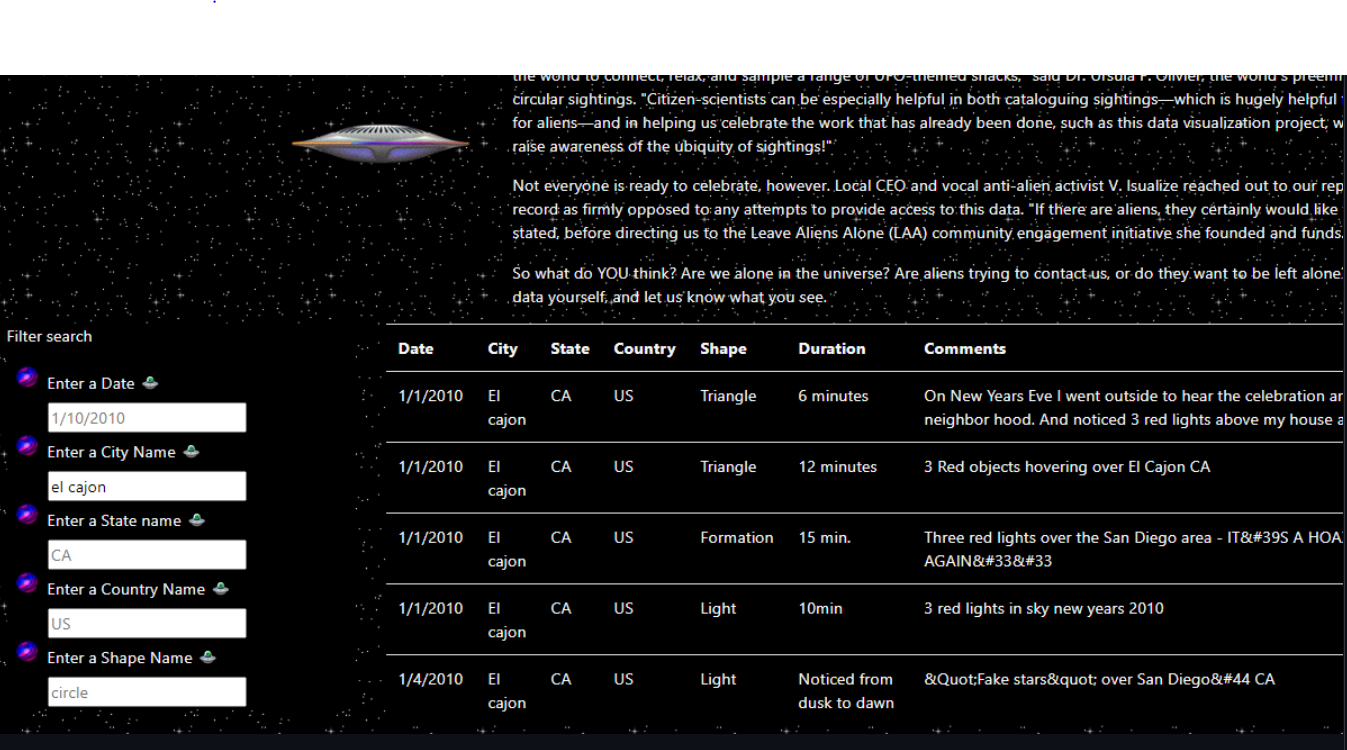 the world to connect, relax, and sample a range of UFO-themed snacks," said Dr. Ursula F. Olivier, the world's
circular sightings. "Citizen-scientists can be especially helpful in both cataloguing sightings—which is hugely helpful
for aliens—and in helping us celebrate the work that has already been done, such as this data visualization project,
raise awareness of the ubiquity of sightings!"
Not everyone is ready to celebrate, however. Local CEO and vocal anti-alien activist V. Isualize reached out to our rep
record as firmly opposed to any attempts to provide access to this data. "If there are aliens, they certainly would like
stated, before directing us to the Leave Aliens Alone (LAA) community engagement initiative she founded and funds.
So what do YOU think? Are we alone in the universe? Are aliens trying to contact us, or do they want to be left alone?
data yourself, and let us know what you see.
Filter search
Enter a Date
1/10/2010
Enter a City Name
el cajon
Enter a State name
CA
Enter a Country Name
US
Enter a Shape Name
circle
Date City State Country Shape Duration Comments
1/1/2010 El CA US Triangle 6 minutes On New Years Eve I went outside to hear the celebration
cajon neighbor hood. And noticed 3 red lights above my house
1/1/2010 El CA US Triangle 12 minutes 3 Red objects hovering over El Cajon CA
cajon
1/1/2010 El CA US Formation 15 min. Three red lights over the San Diego area - IT&#39S A HOA
cajon AGAIN&#33&#33
1/1/2010 El CA US Light 10min 3 red lights in sky new years 2010
cajon
1/4/2010 El CA US Light Noticed from &Quot;Fake stars&quot; over San Diego&#44 CA
cajon dusk to dawn